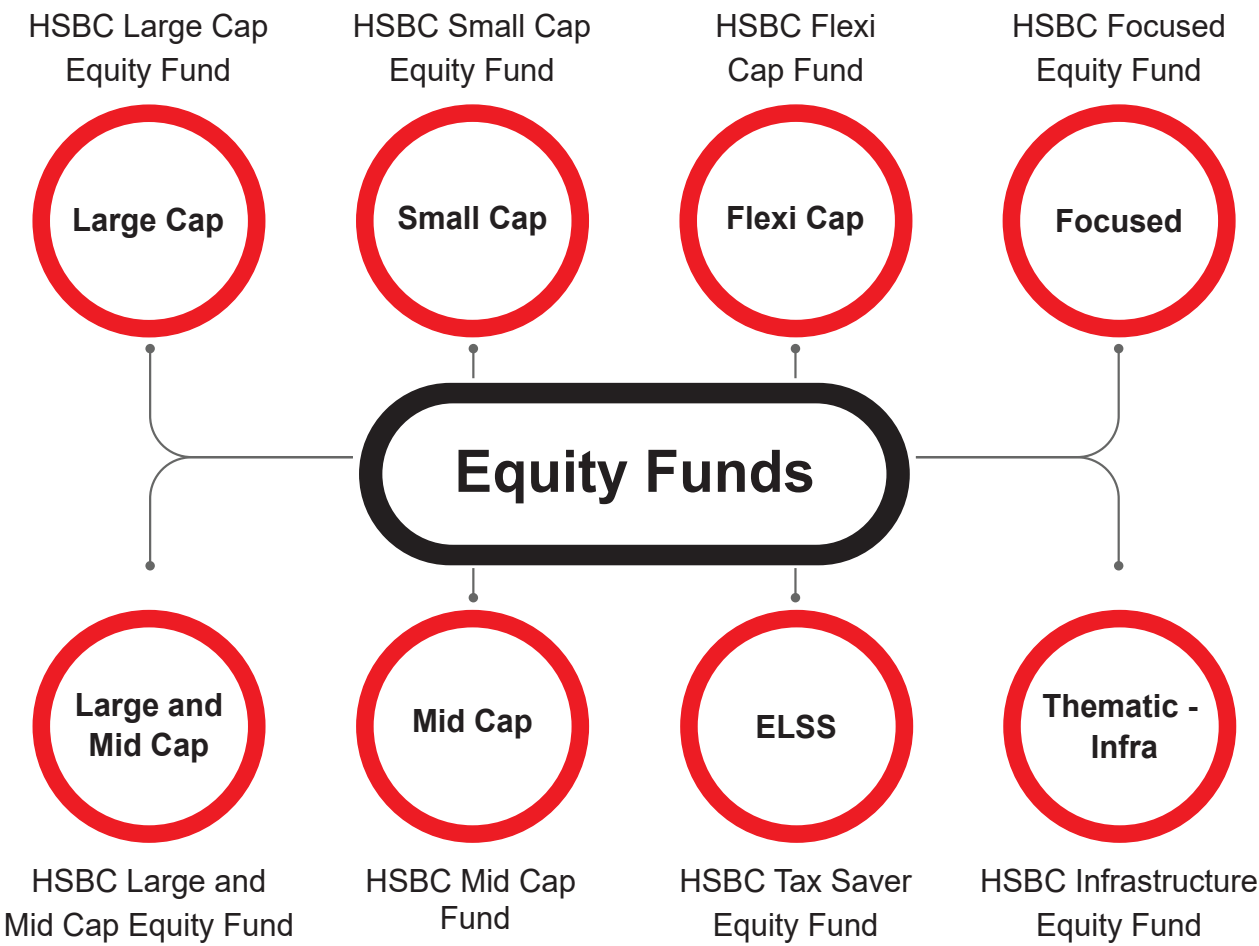 HSBC Large Cap
Equity Fund
HSBC Small Cap
Equity Fund
HSBC Flexi
Cap Fund
HSBC Focused
Equity Fund
Large Cap
Small Cap
Flexi Cap
Focused
Equity Funds
Large and
Mid Cap
Mid Cap
ELSS
Thematic -
Infra
HSBC Large and
Mid Cap Equity Fund
HSBC Mid Cap
Fund
HSBC Tax Saver
Equity Fund
HSBC Infrastructure
Equity Fund